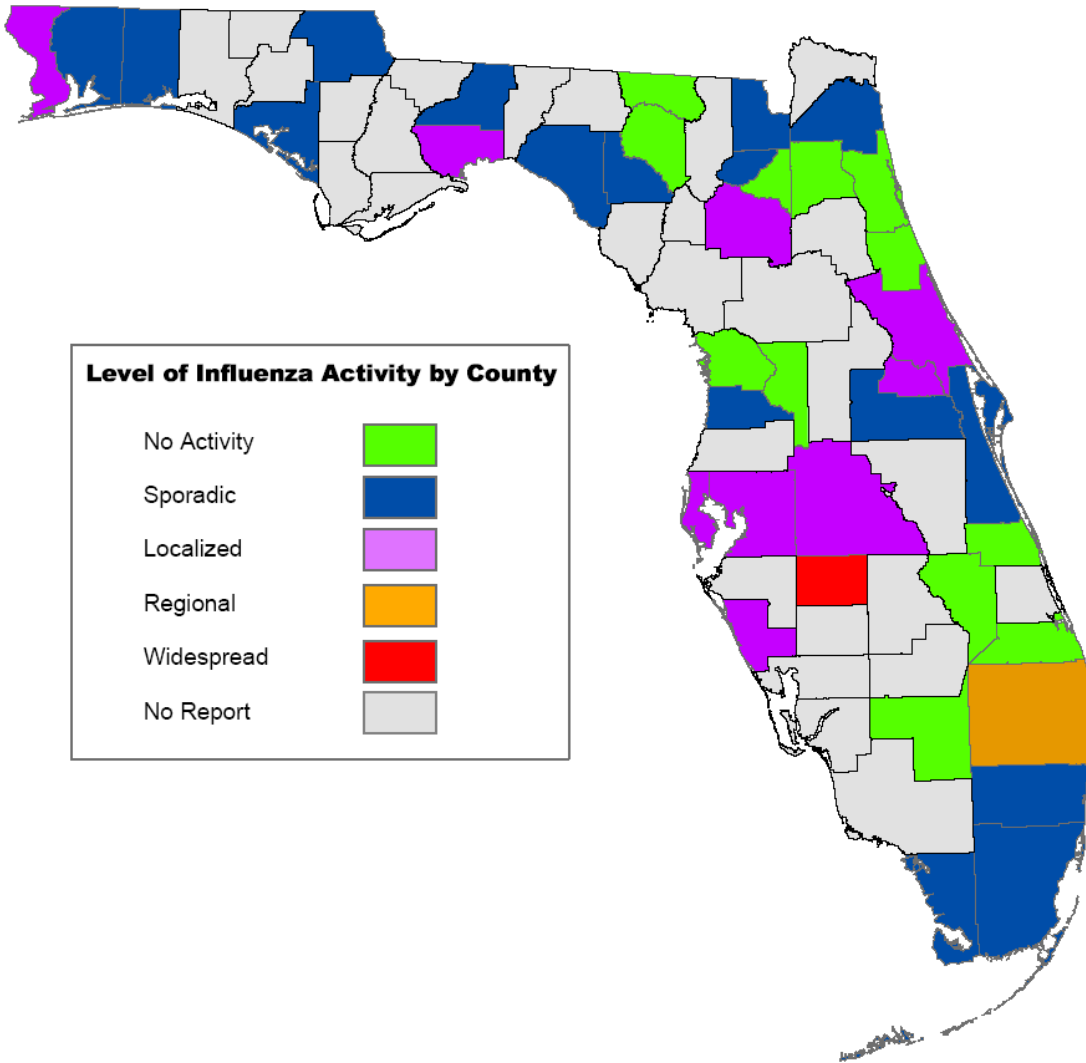 Level of Influenza Activity by County
No Activity
Sporadic
Localized
Regional
Widespread
No Report